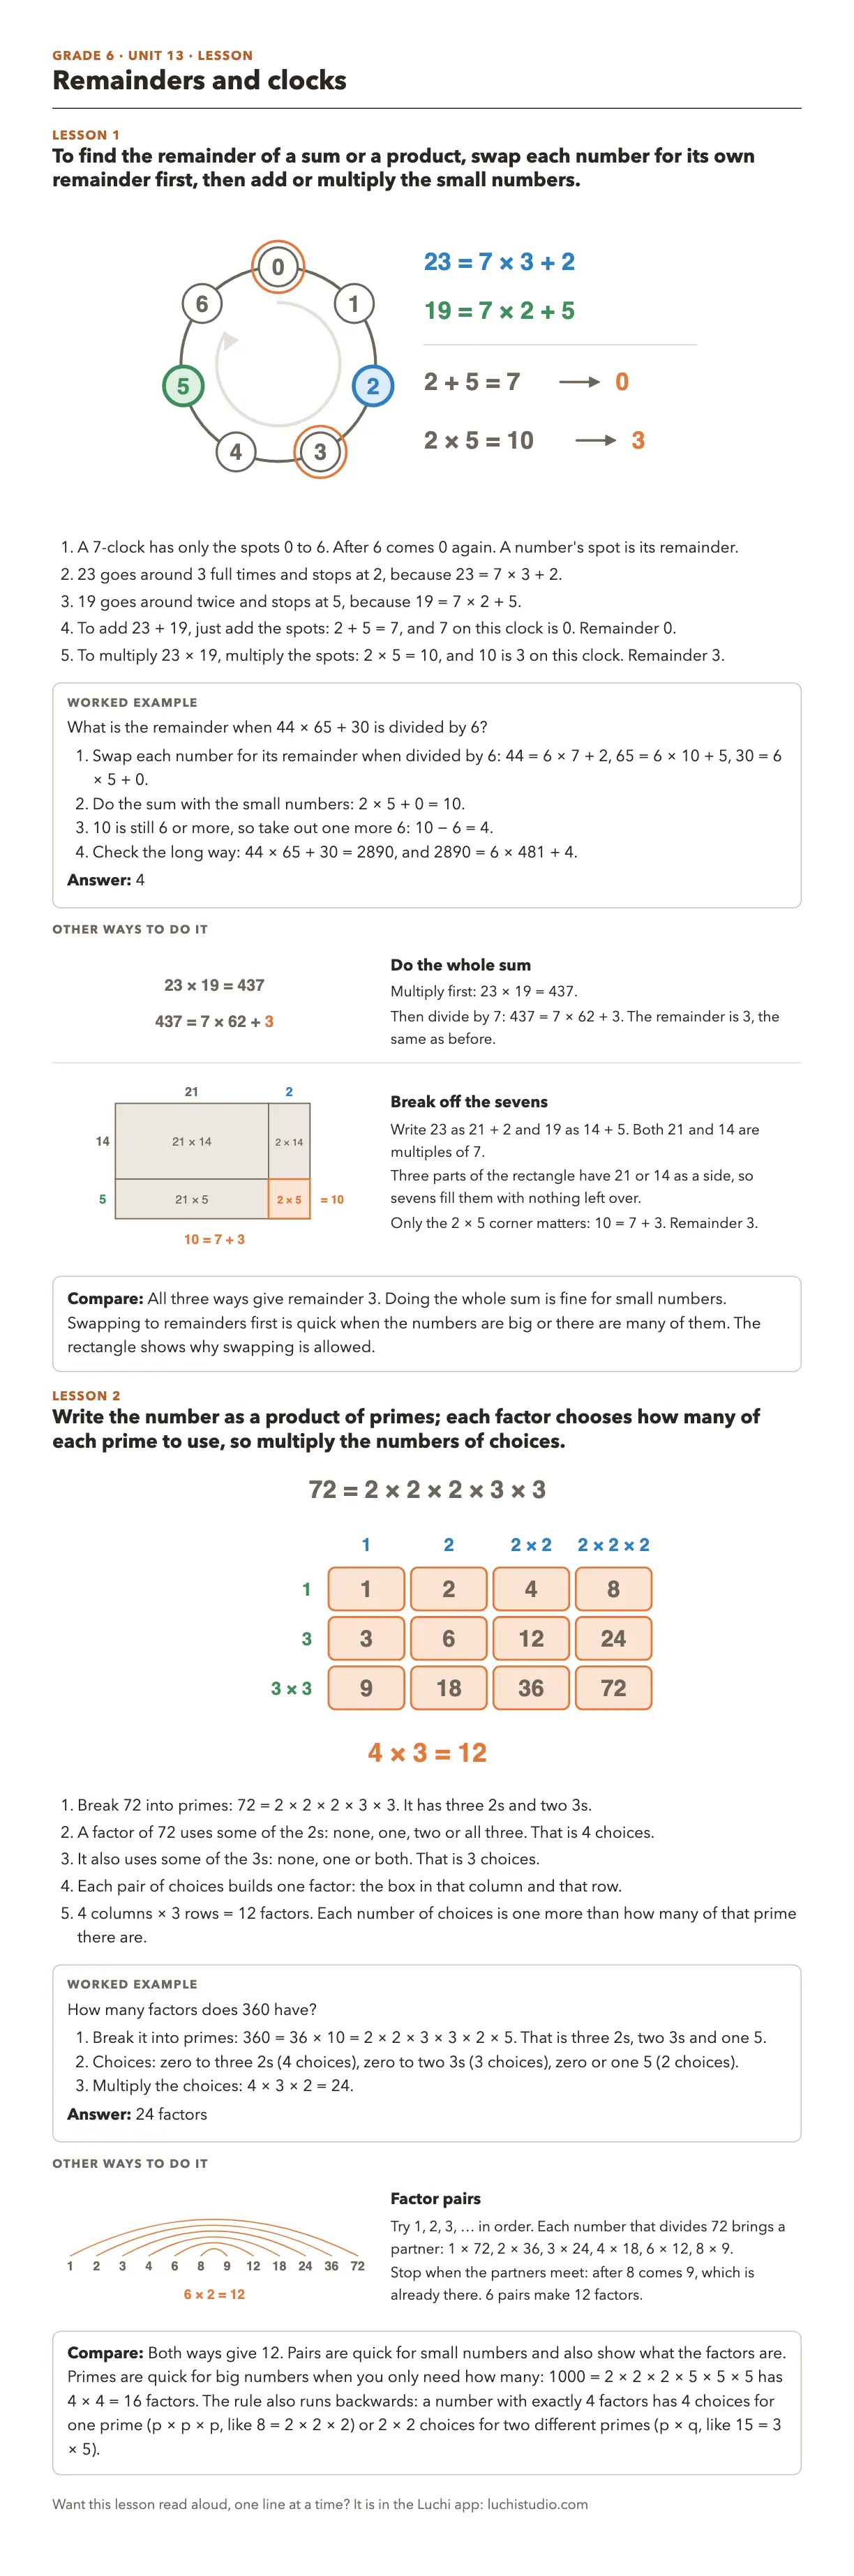 GRADE 6 · UNIT 13 · LESSON
Remainders and clocks
LESSON 1
To find the remainder of a sum or a product, swap each number for its own
remainder first, then add or multiply the small numbers.
0
6
1
5
2
4
3
23 = 7 × 3 + 2
19 = 7 × 2 + 5
2 + 5 = 7 → 0
2 × 5 = 10 → 3
1. A 7-clock has only the spots 0 to 6. After 6 comes 0 again. A number's spot is its remainder.
2. 23 goes around 3 full times and stops at 2, because 23 = 7 × 3 + 2.
3. 19 goes around twice and stops at 5, because 19 = 7 × 2 + 5.
4. To add 23 + 19, just add the spots: 2 + 5 = 7, and 7 on this clock is 0. Remainder 0.
5. To multiply 23 × 19, multiply the spots: 2 × 5 = 10, and 10 is 3 on this clock. Remainder 3.
WORKED EXAMPLE
What is the remainder when 44 × 65 + 30 is divided by 6?
1. Swap each number for its remainder when divided by 6: 44 = 6 × 7 + 2, 65 = 6 × 10 + 5, 30 = 6
× 5 + 0.
2. Do the sum with the small numbers: 2 × 5 + 0 = 10.
3. 10 is still 6 or more, so take out one more 6: 10 − 6 = 4.
4. Check the long way: 44 × 65 + 30 = 2890, and 2890 = 6 × 481 + 4.
Answer: 4
OTHER WAYS TO DO IT
23 × 19 = 437
437 = 7 × 62 + 3
Do the whole sum
Multiply first: 23 × 19 = 437.
Then divide by 7: 437 = 7 × 62 + 3. The remainder is 3, the
same as before.
21 2
14 21 × 14 2 × 14
5 21 × 5 2 × 5 = 10
10 = 7 + 3
Break off the sevens
Write 23 as 21 + 2 and 19 as 14 + 5. Both 21 and 14 are
multiples of 7.
Three parts of the rectangle have 21 or 14 as a side, so
sevens fill them with nothing left over.
Only the 2 × 5 corner matters: 10 = 7 + 3. Remainder 3.
Compare: All three ways give remainder 3. Doing the whole sum is fine for small numbers.
Swapping to remainders first is quick when the numbers are big or there are many of them. The
rectangle shows why swapping is allowed.
LESSON 2
Write the number as a product of primes; each factor chooses how many of
each prime to use, so multiply the numbers of choices.
72 = 2 × 2 × 2 × 3 × 3
1 2 2 × 2 2 × 2 × 2
1 1 2 4 8
3 3 6 12 24
3 × 3 9 18 36 72
4 × 3 = 12
1. Break 72 into primes: 72 = 2 × 2 × 2 × 3 × 3. It has three 2s and two 3s.
2. A factor of 72 uses some of the 2s: none, one, two or all three. That is 4 choices.
3. It also uses some of the 3s: none, one or both. That is 3 choices.
4. Each pair of choices builds one factor: the box in that column and that row.
5. 4 columns × 3 rows = 12 factors. Each number of choices is one more than how many of that prime
there are.
WORKED EXAMPLE
How many factors does 360 have?
1. Break it into primes: 360 = 36 × 10 = 2 × 2 × 3 × 3 × 2 × 5. That is three 2s, two 3s and one 5.
2. Choices: zero to three 2s (4 choices), zero to two 3s (3 choices), zero or one 5 (2 choices).
3. Multiply the choices: 4 × 3 × 2 = 24.
Answer: 24 factors
OTHER WAYS TO DO IT
1 2 3 4 6 8 9 12 18 24 36 72
6 × 2 = 12
Factor pairs
Try 1, 2, 3, … in order. Each number that divides 72 brings a
partner: 1 × 72, 2 × 36, 3 × 24, 4 × 18, 6 × 12, 8 × 9.
Stop when the partners meet: after 8 comes 9, which is
already there. 6 pairs make 12 factors.
Compare: Both ways give 12. Pairs are quick for small numbers and also show what the factors are.
Primes are quick for big numbers when you only need how many: 1000 = 2 × 2 × 2 × 5 × 5 × 5 has
4 × 4 = 16 factors. The rule also runs backwards: a number with exactly 4 factors has 4 choices for
one prime (p × p × p, like 8 = 2 × 2 × 2) or 2 × 2 choices for two different primes (p × q, like 15 = 3
× 5).
Want this lesson read aloud, one line at a time? It is in the Luchi app: luchistudio.com